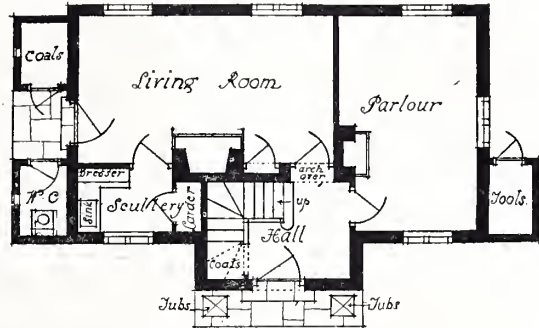 Coals
Living Room
Parlour
Dresser
arch
over
W.C
Sink
Scullery
Larder
up
Tools.
Hall
Coats
Tubs
Tubs